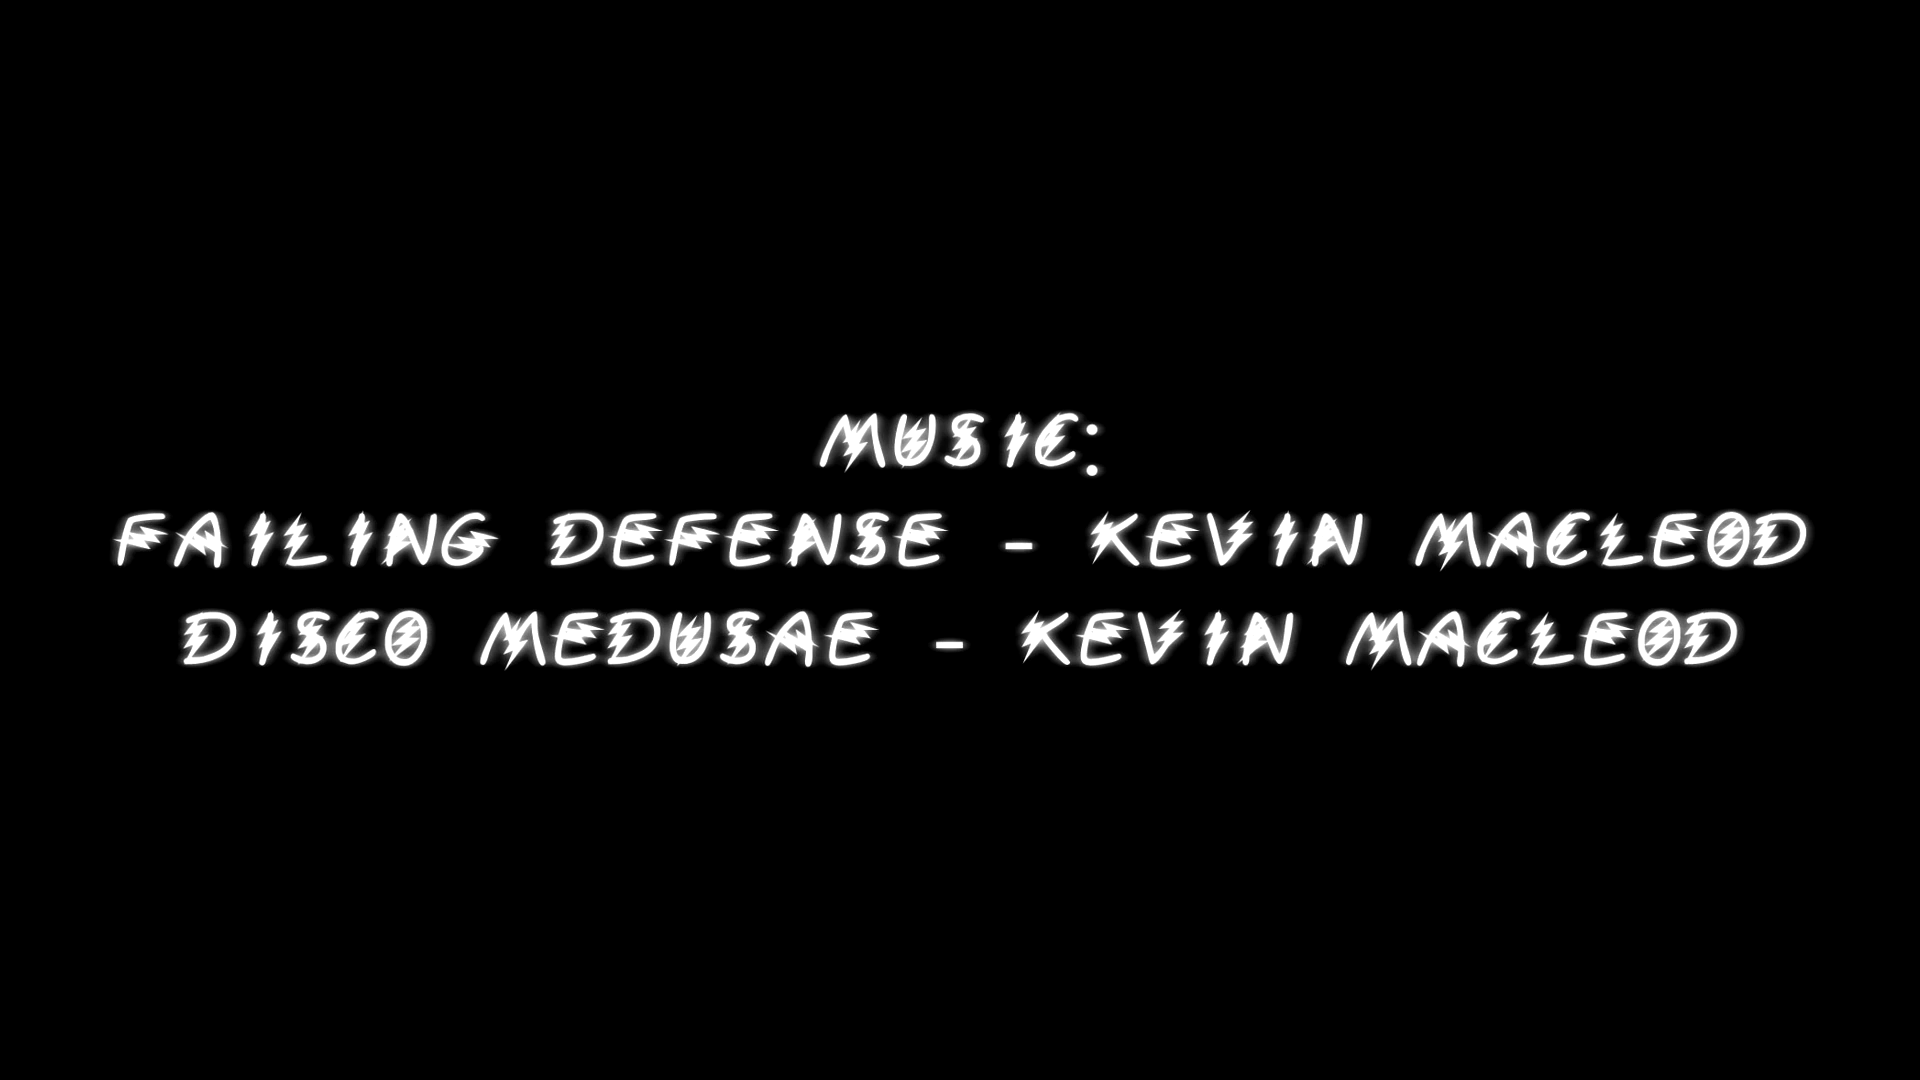 MUSIC:
FAILING DEFENSE - KEVIN MACLEOD
DISCO MEDUSAE - KEVIN MACLEOD